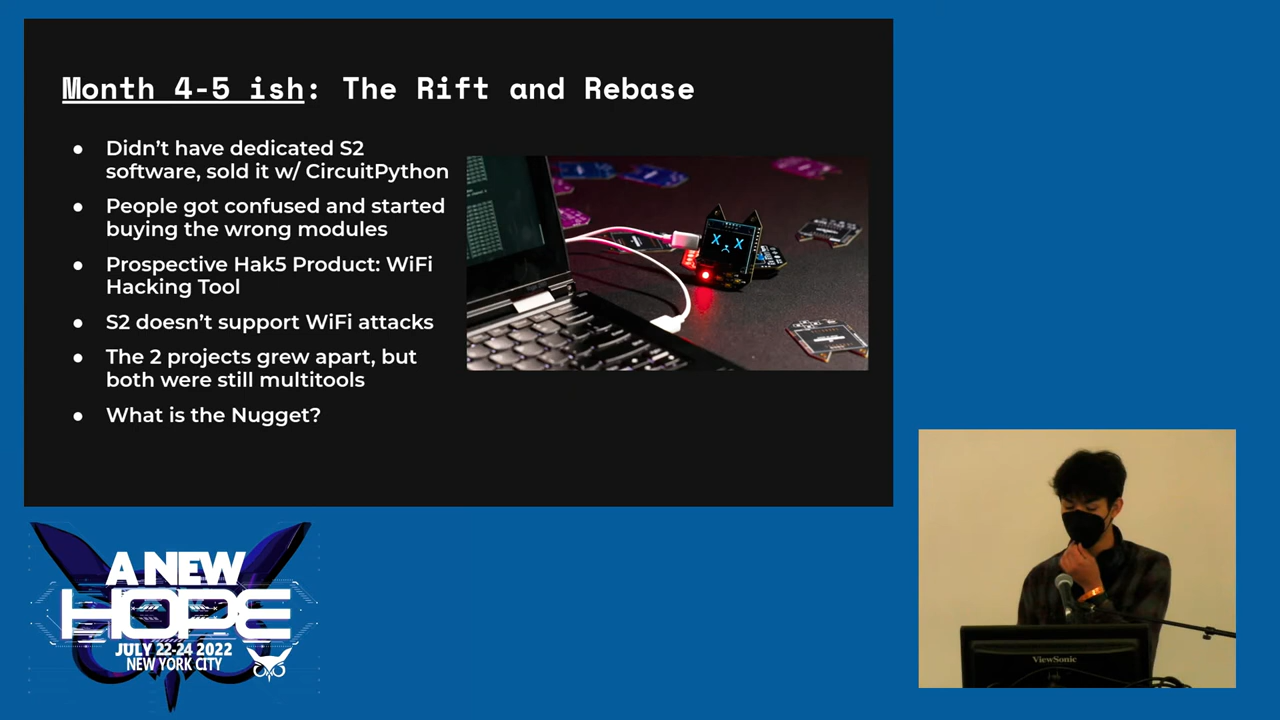 Month 4-5 ish: The Rift and Rebase
● Didn’t have dedicated S2
software, sold it w/ CircuitPython
● People got confused and started
buying the wrong modules
● Prospective Hak5 Product: WiFi
Hacking Tool
● S2 doesn’t support WiFi attacks
● The 2 projects grew apart, but
both were still multitools
● What is the Nugget?
A NEW
HOPE
JULY 22-24 2022
NEW YORK CITY
ViewSonic